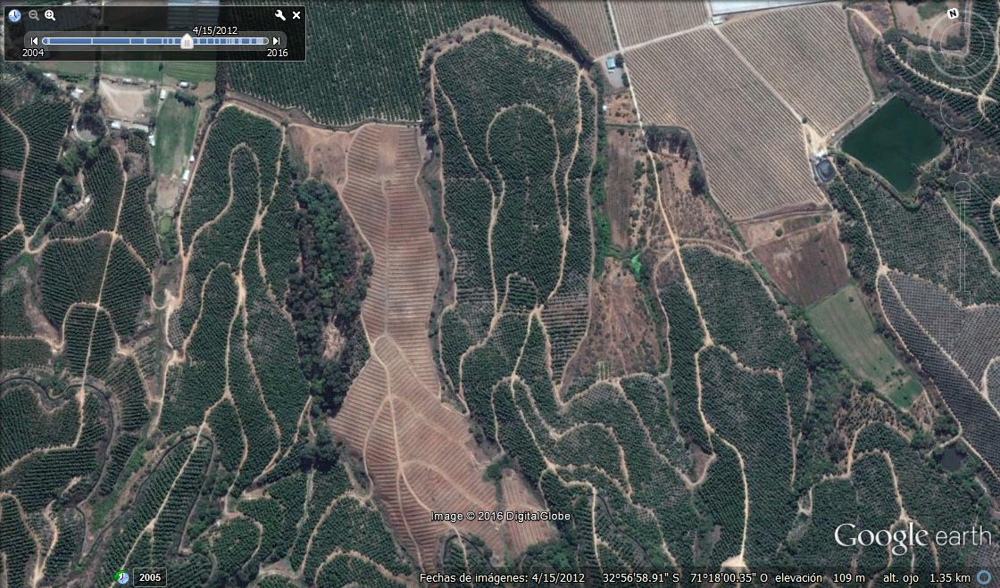 4/15/2012
2004
2016
N
Image © 2016 DigitalGlobe
Google earth
2005
Fechas de imágenes: 4/15/2012 32°56'58.91" S 71°18'00.35" O elevación 109 m alt. ojo 1.35 km